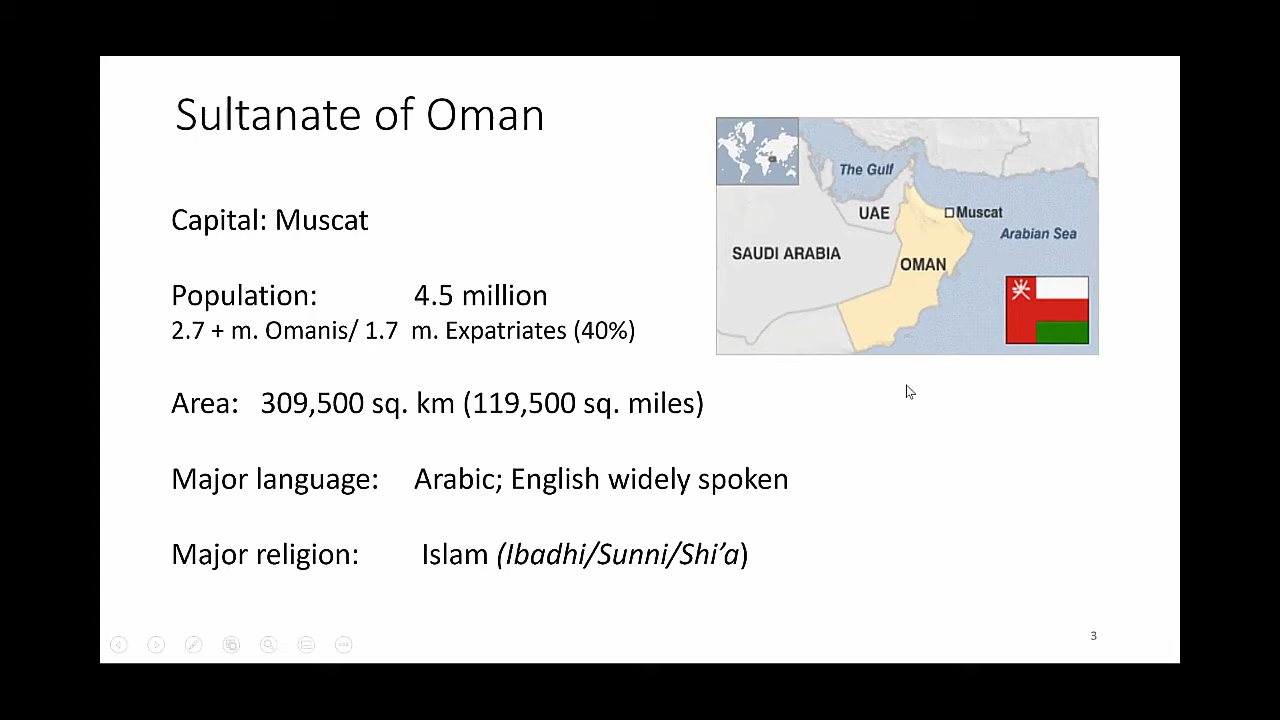 Sultanate of Oman
Capital: Muscat
Population: 4.5 million
2.7 + m. Omanis/ 1.7 m. Expatriates (40%)
Area: 309,500 sq. km (119,500 sq. miles)
Major language: Arabic; English widely spoken
Major religion: Islam (Ibadhi/Sunni/Shi’a)
The Gulf
UAE
Muscat
Arabian Sea
SAUDI ARABIA
OMAN
3